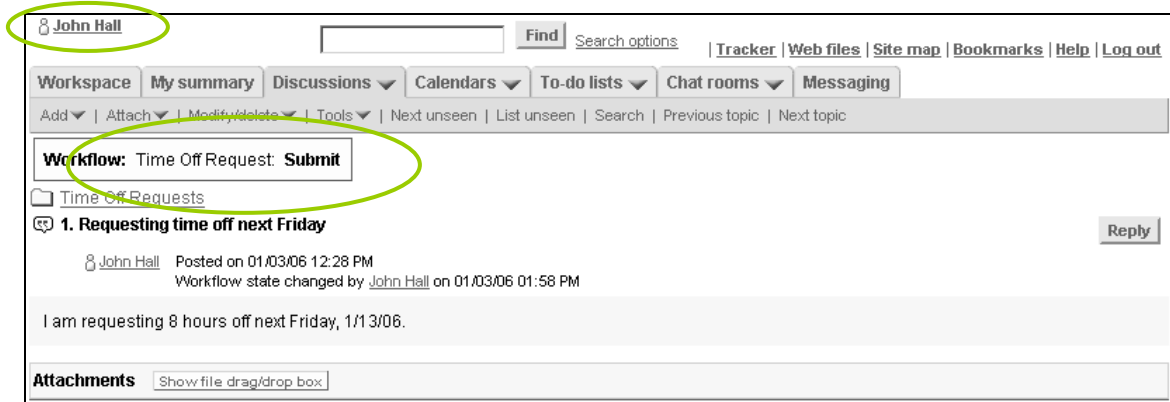 John Hall
Find Search options | Tracker | Web files | Site map | Bookmarks | Help | Log out
Workspace My summary Discussions Calendars To-do lists Chat rooms Messaging
Add | Attach | Modify/delete | Tools | Next unseen | List unseen | Search | Previous topic | Next topic
Workflow: Time Off Request: Submit
Time Off Requests
1. Requesting time off next Friday
Reply
John Hall Posted on 01/03/06 12:28 PM
Workflow state changed by John Hall on 01/03/06 01:58 PM
I am requesting 8 hours off next Friday, 1/13/06.
Attachments Show file drag/drop box